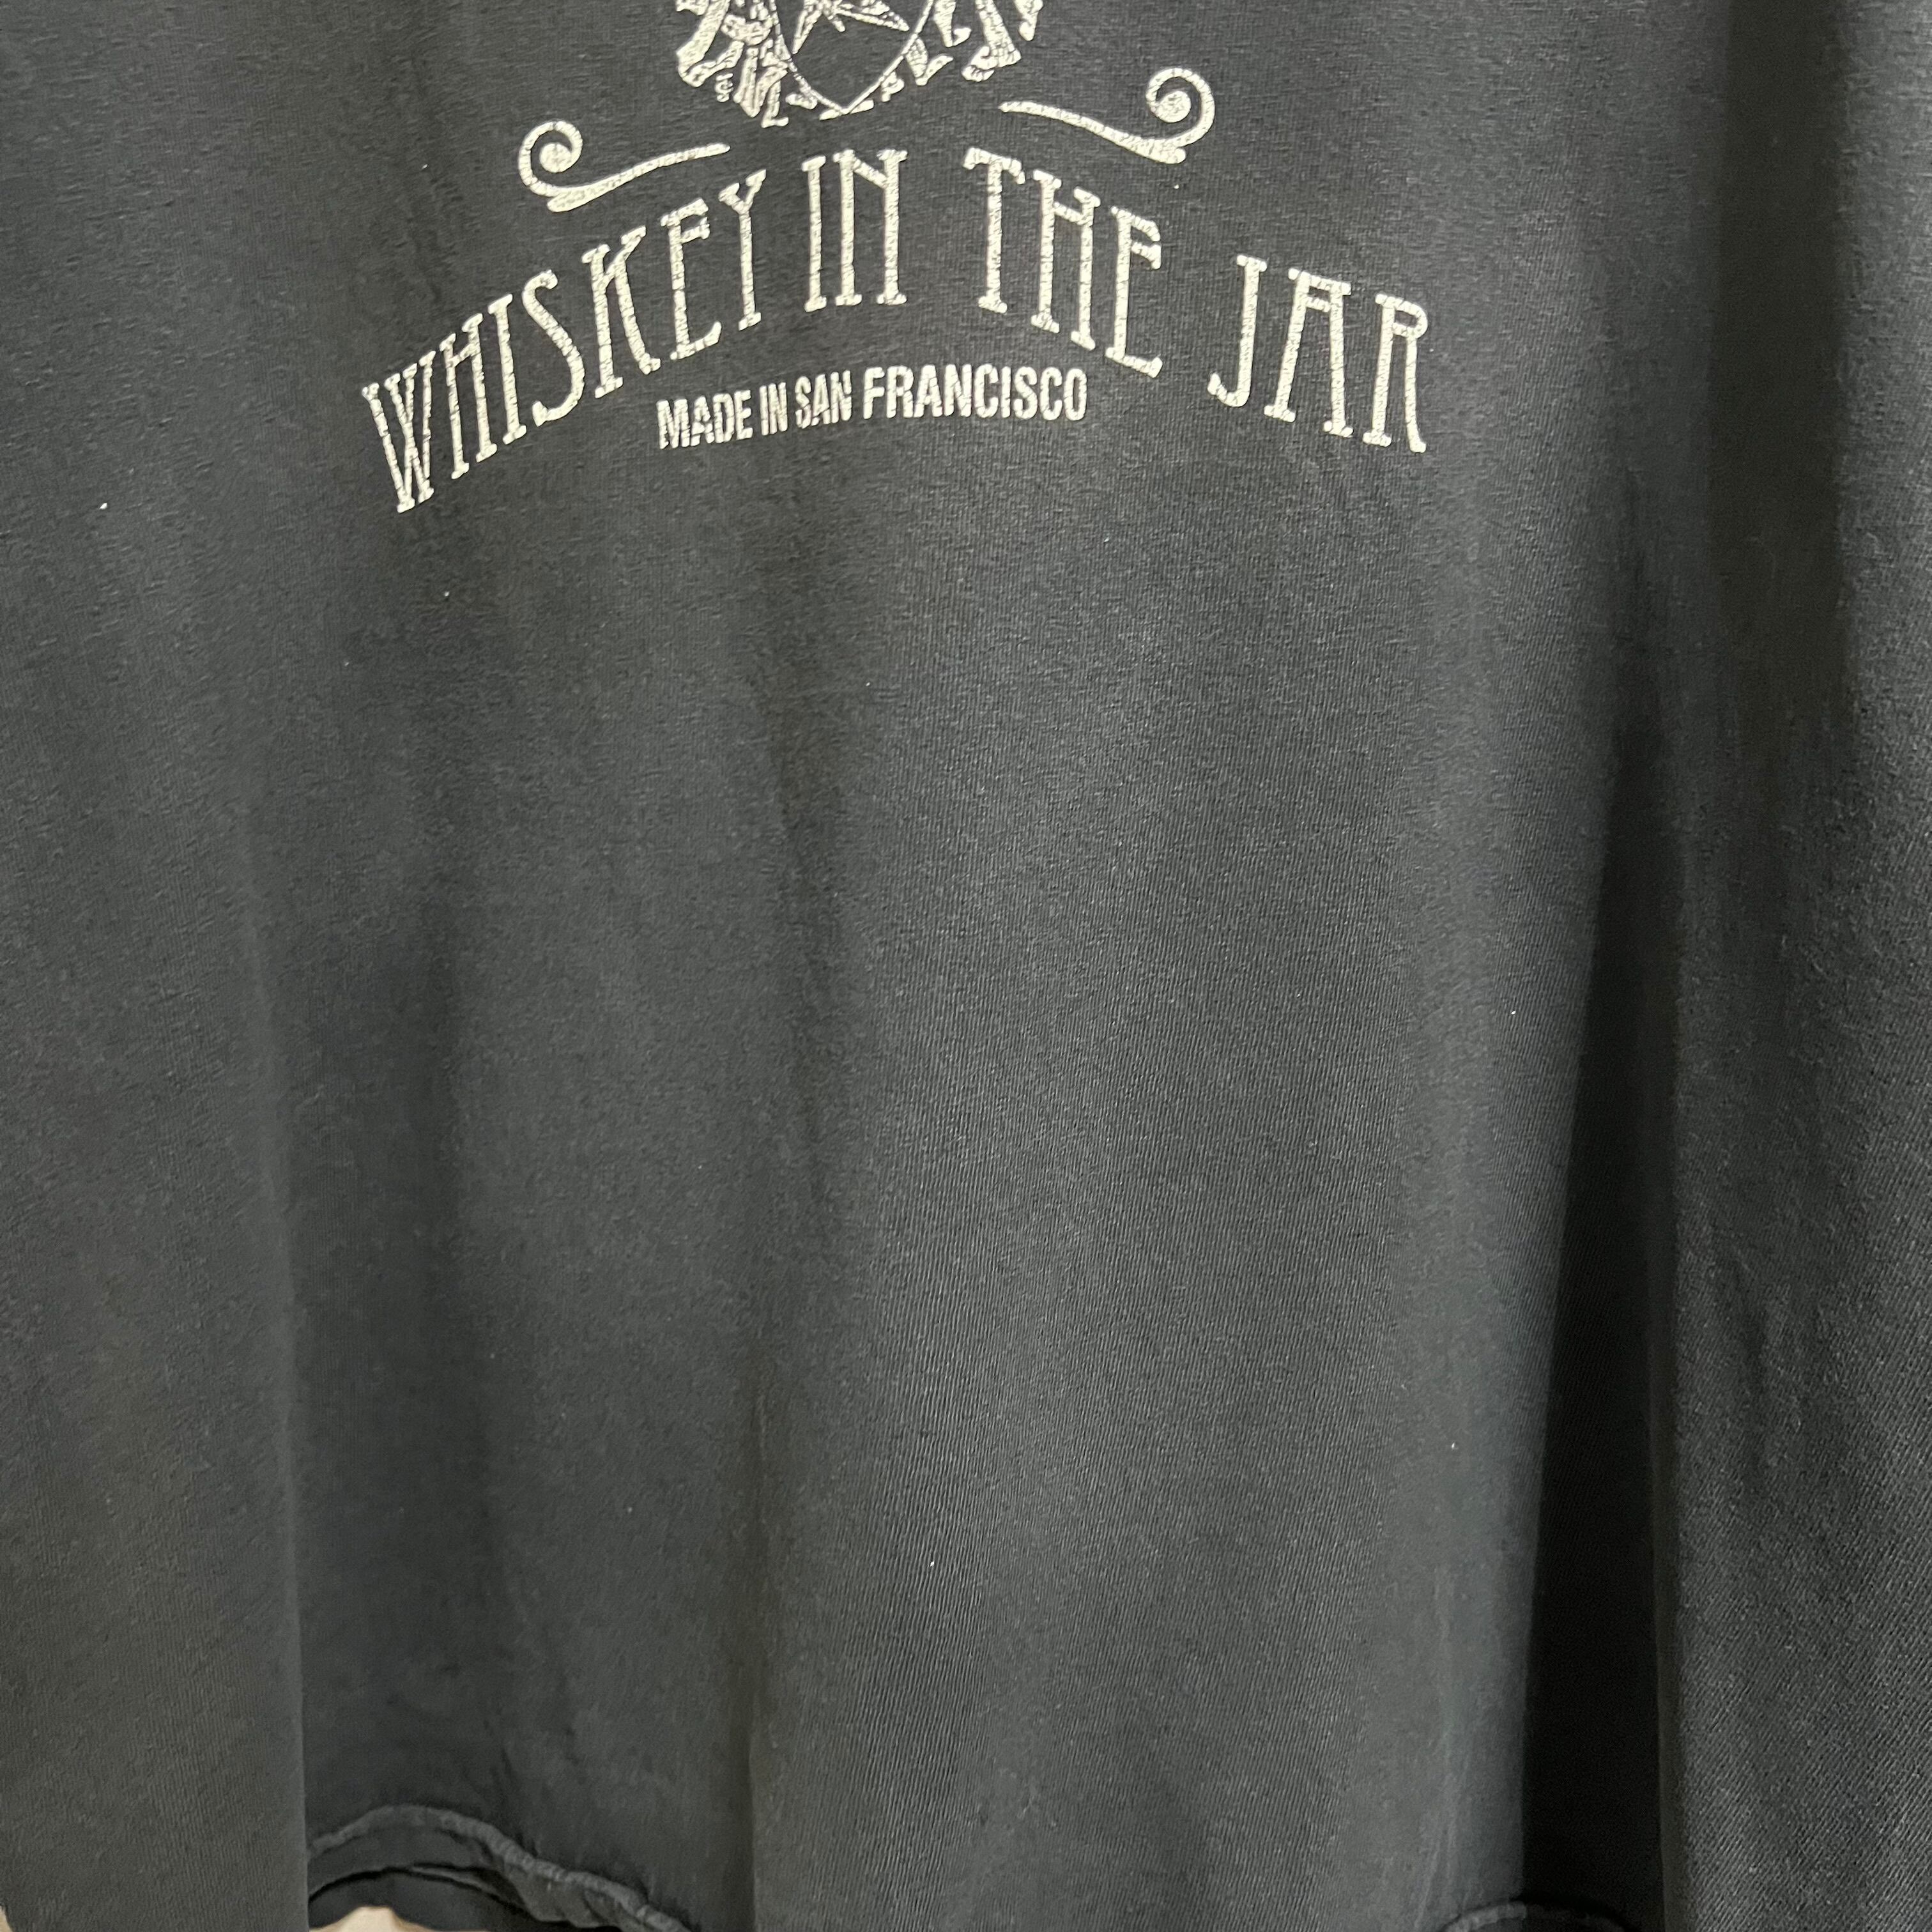 WHISKEY IN THE JAR
MADE IN SAN FRANCISCO